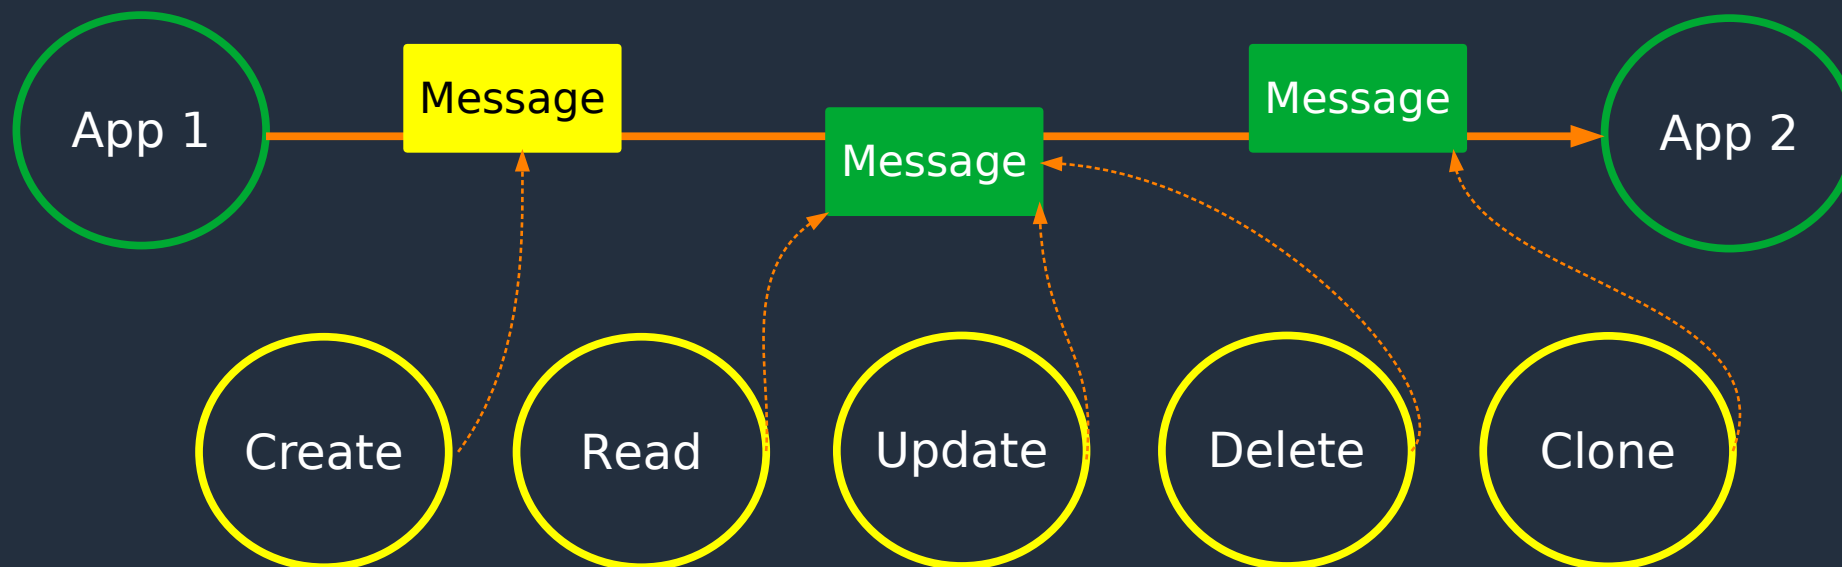 App 1
Message
Message
Message
App 2
Create
Read
Update
Delete
Clone